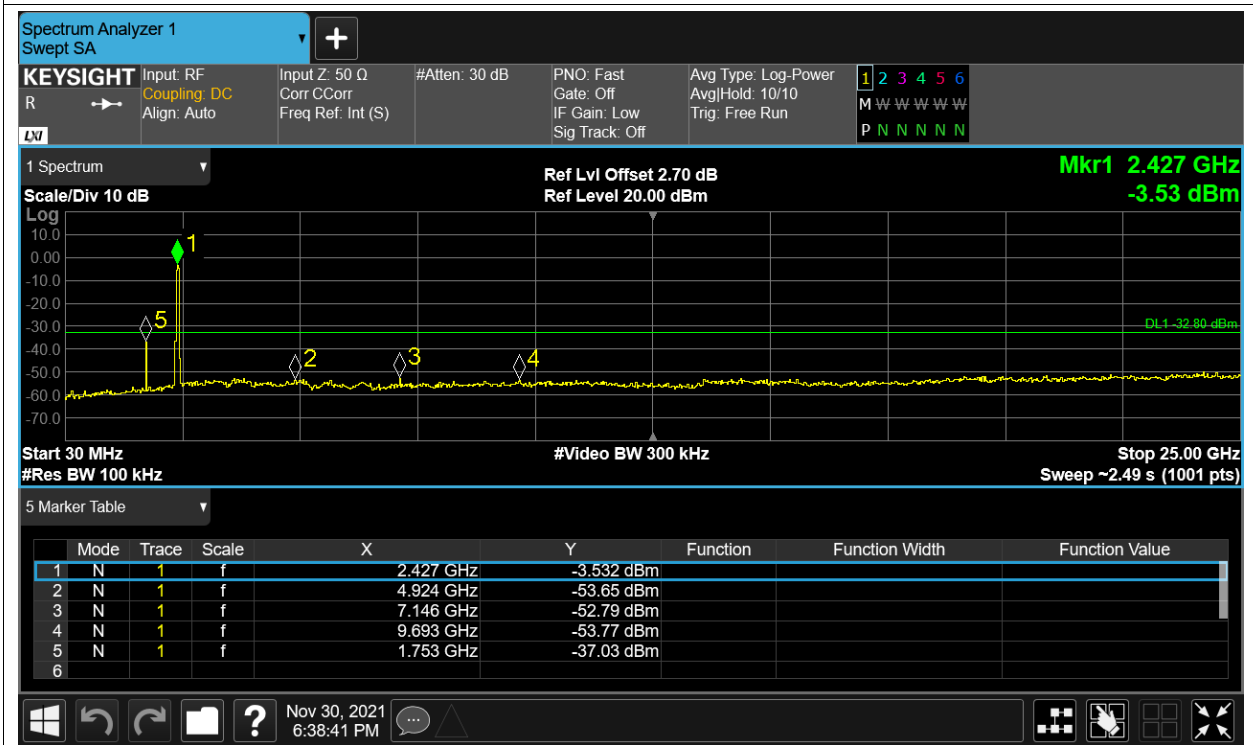 Spectrum Analyzer 1
Swept SA
+
KEYSIGHT Input: RF Input Z: 50 Ω #Atten: 30 dB PNO: Fast Avg Type: Log-Power 1 2 3 4 5 6
R Coupling: DC Corr CCorr Gate: Off Avg|Hold: 10/10 M W W W W W W
Align: Auto Freq Ref: Int (S) IF Gain: Low Trig: Free Run
LXI Sig Track: Off P N N N N N N
1 Spectrum Ref Lvl Offset 2.70 dB Mkr1 2.427 GHz
Scale/Div 10 dB Ref Level 20.00 dBm -3.53 dBm
Log
10.0
1
0.00
-10.0
-20.0
5
-30.0 DL1 -32.80 dBm
-40.0
2 3 4
-50.0
-60.0
-70.0
Start 30 MHz #Video BW 300 kHz Stop 25.00 GHz
#Res BW 100 kHz Sweep ~2.49 s (1001 pts)
5 Marker Table
Mode Trace Scale X Y Function Function Width Function Value
1 N 1 f 2.427 GHz -3.532 dBm
2 N 1 f 4.924 GHz -53.65 dBm
3 N 1 f 7.146 GHz -52.79 dBm
4 N 1 f 9.693 GHz -53.77 dBm
5 N 1 f 1.753 GHz -37.03 dBm
6
? Nov 30, 2021
6:38:41 PM